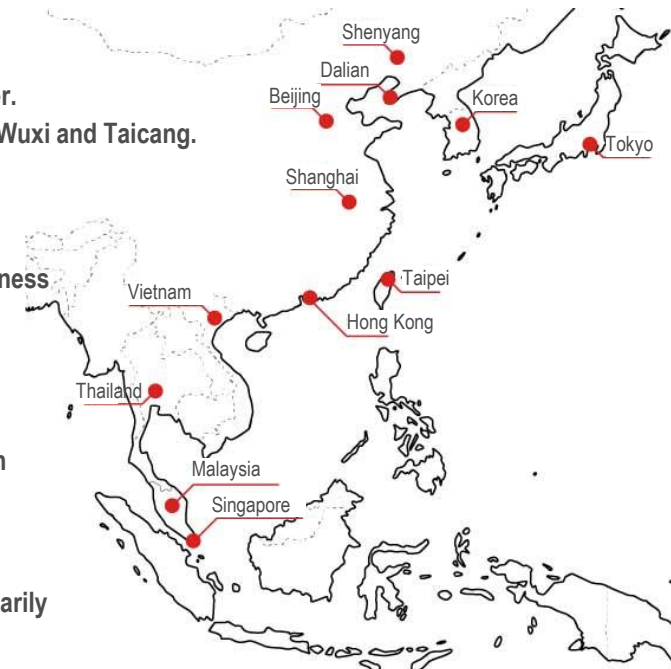 Shenyang
Dalian
r.
Beijing
Korea
Wuxi and Taicang.
Tokyo
Shanghai
ness
Taipei
Vietnam
Hong Kong
Thailand
Malaysia
Singapore
arily